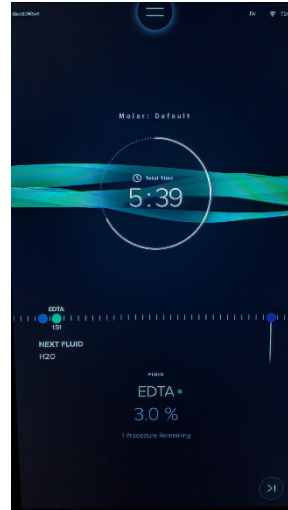 GentleWave
Molar: Default
Total Time
5:39
EDTA
1:51
NEXT FLUID
H2O
FLUID
EDTA
3.0 %
1 Procedure Remaining